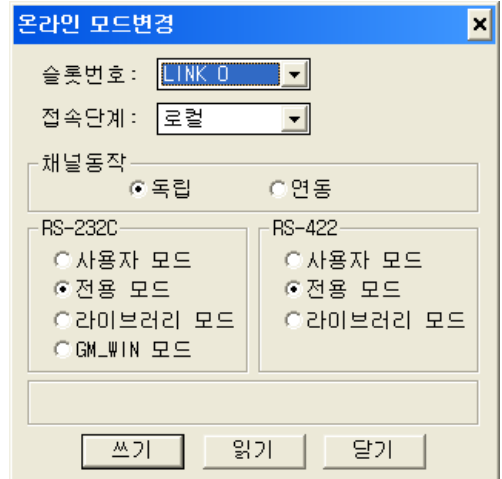 온라인 모드변경
슬롯번호: LINK 0
접속단계: 로컬
채널동작
독립 연동
RS-232C RS-422
사용자 모드 사용자 모드
전용 모드 전용 모드
라이브러리 모드 라이브러리 모드
GM_WIN 모드
쓰기 읽기 닫기